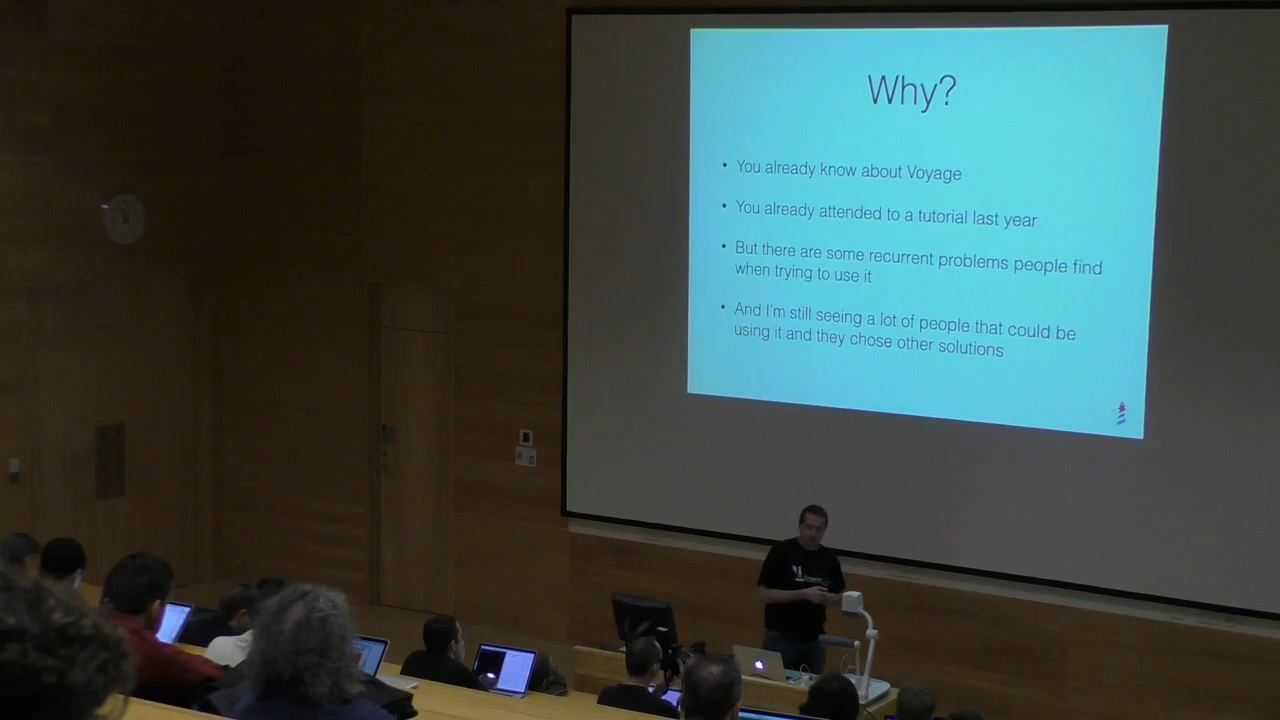 Why?
• You already know about Voyage
• You already attended to a tutorial last year
• But there are some recurrent problems people find
when trying to use it
• And I'm still seeing a lot of people that could be
using it and they chose other solutions